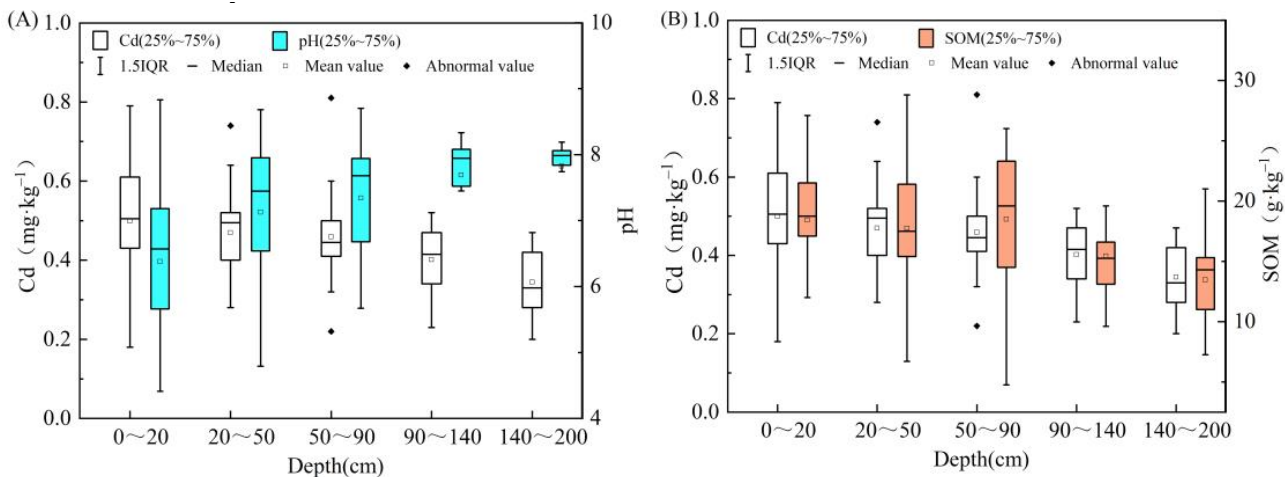 (A)
Cd(25%~75%) pH(25%~75%)
1.5IQR Median Mean value Abnormal value
1.0
0.8
0.6
0.4
0.2
0.0
Cd（mg·kg⁻¹）
10
8
6
4
pH
0～20 20～50 50～90 90～140 140～200
Depth(cm)
(B)
Cd(25%~75%) SOM(25%~75%)
1.5IQR Median Mean value Abnormal value
1.0
0.8
0.6
0.4
0.2
0.0
Cd（mg·kg⁻¹）
30
20
10
SOM（g·kg⁻¹）
0～20 20～50 50～90 90～140 140～200
Depth(cm)